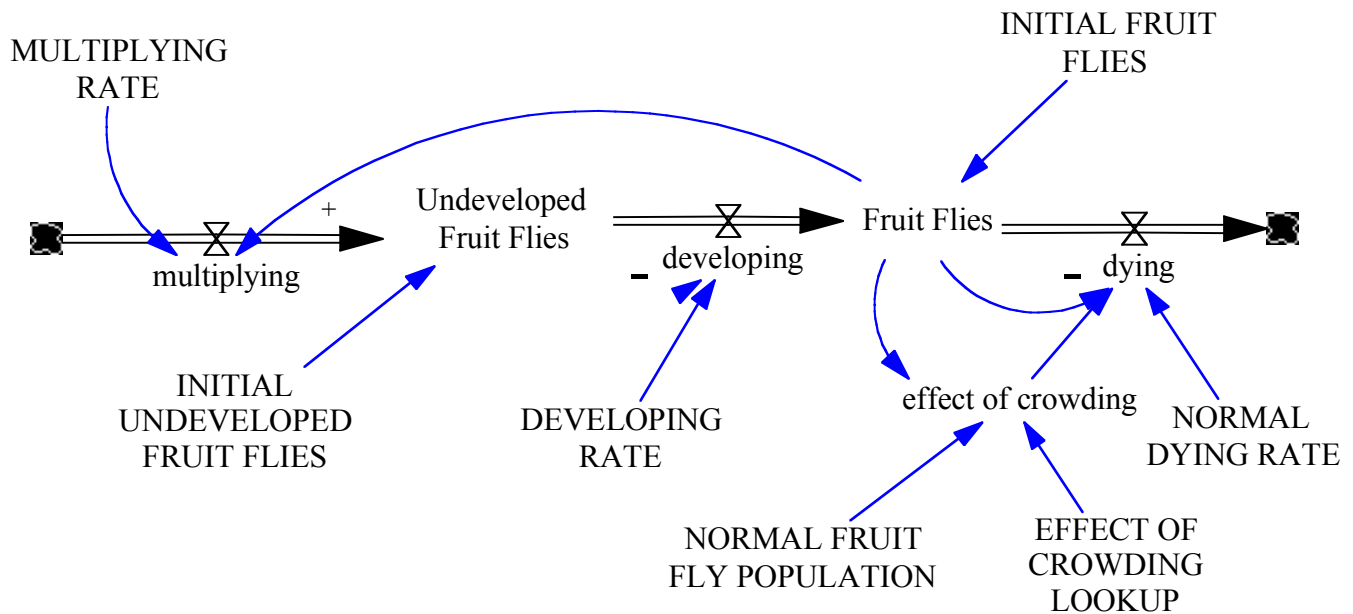 MULTIPLYING
RATE
INITIAL FRUIT
FLIES
+
Undeveloped
Fruit Flies
Fruit Flies
multiplying
- developing
- dying
INITIAL
UNDEVELOPED
FRUIT FLIES
DEVELOPING
RATE
effect of crowding
NORMAL
DYING RATE
NORMAL FRUIT
FLY POPULATION
EFFECT OF
CROWDING
LOOKUP